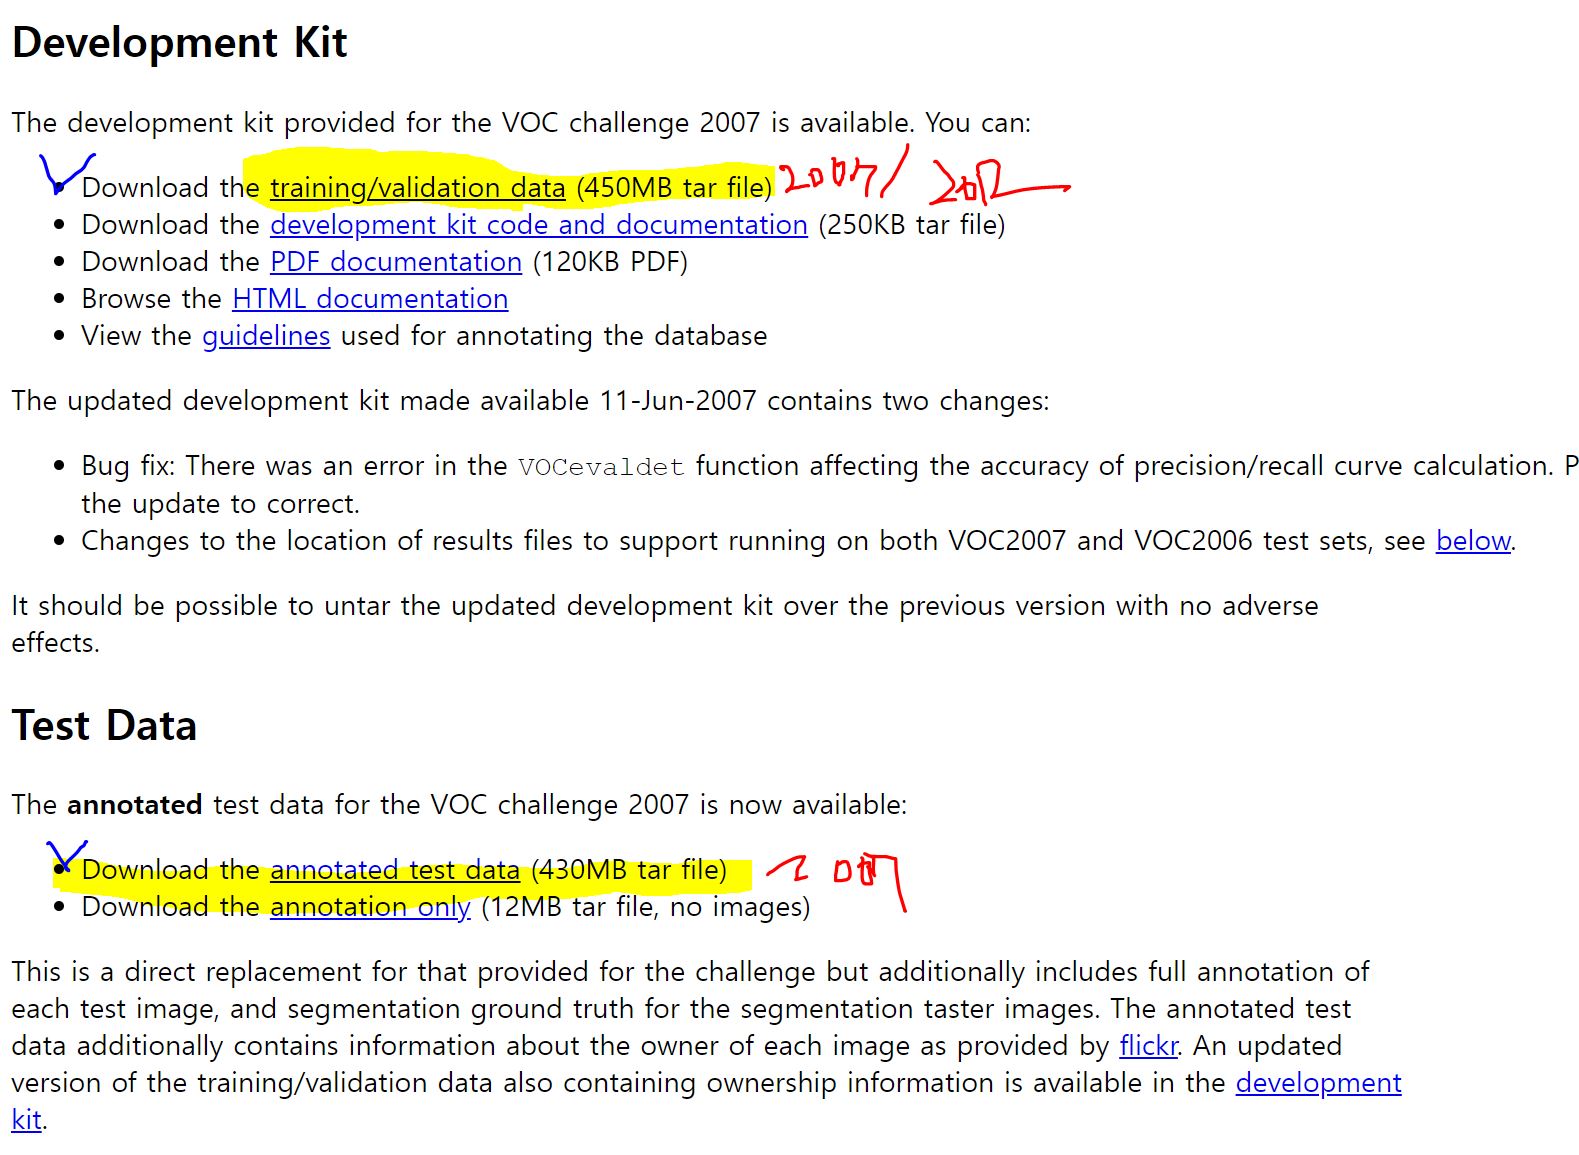 Development Kit
The development kit provided for the VOC challenge 2007 is available. You can:
Download the training/validation data (450MB tar file) 2007/ 2012
Download the development kit code and documentation (250KB tar file)
Download the PDF documentation (120KB PDF)
Browse the HTML documentation
View the guidelines used for annotating the database
The updated development kit made available 11-Jun-2007 contains two changes:
Bug fix: There was an error in the VOCevaldet function affecting the accuracy of precision/recall curve calculation. P
the update to correct.
Changes to the location of results files to support running on both VOC2007 and VOC2006 test sets, see below.
It should be possible to untar the updated development kit over the previous version with no adverse
effects.
Test Data
The annotated test data for the VOC challenge 2007 is now available:
Download the annotated test data (430MB tar file) 2007
Download the annotation only (12MB tar file, no images)
This is a direct replacement for that provided for the challenge but additionally includes full annotation of
each test image, and segmentation ground truth for the segmentation taster images. The annotated test
data additionally contains information about the owner of each image as provided by flickr. An updated
version of the training/validation data also containing ownership information is available in the development
kit.